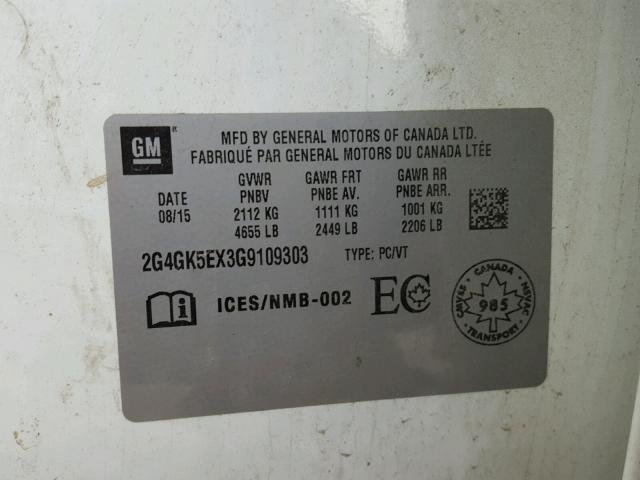 GM ®
MFD BY GENERAL MOTORS OF CANADA LTD.
FABRIQUÉ PAR GENERAL MOTORS DU CANADA LTÉE
DATE GVWR PNBV GAWR FRT PNBE AV. GAWR RR PNBE ARR.
08/15 2112 KG 1111 KG 1001 KG
4655 LB 2449 LB 2206 LB
2G4GK5EX3G9109303 TYPE: PC/VT
i ICES/NMB-002 EC
CANADA
CMVSS 985 NSVAC
TRANSPORT